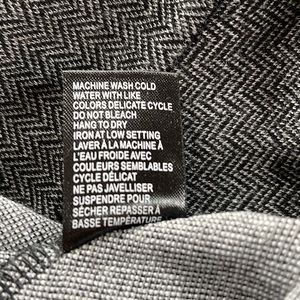 MACHINE WASH COLD
WATER WITH LIKE
COLORS DELICATE CYCLE
DO NOT BLEACH
HANG TO DRY
IRON AT LOW SETTING
LAVER À LA MACHINE À
L'EAU FROIDE AVEC
COULEURS SEMBLABLES
CYCLE DÉLICAT
NE PAS JAVELLISER
SUSPENDRE POUR
SÉCHER REPASSER À
BASSE TEMPÉRATURE